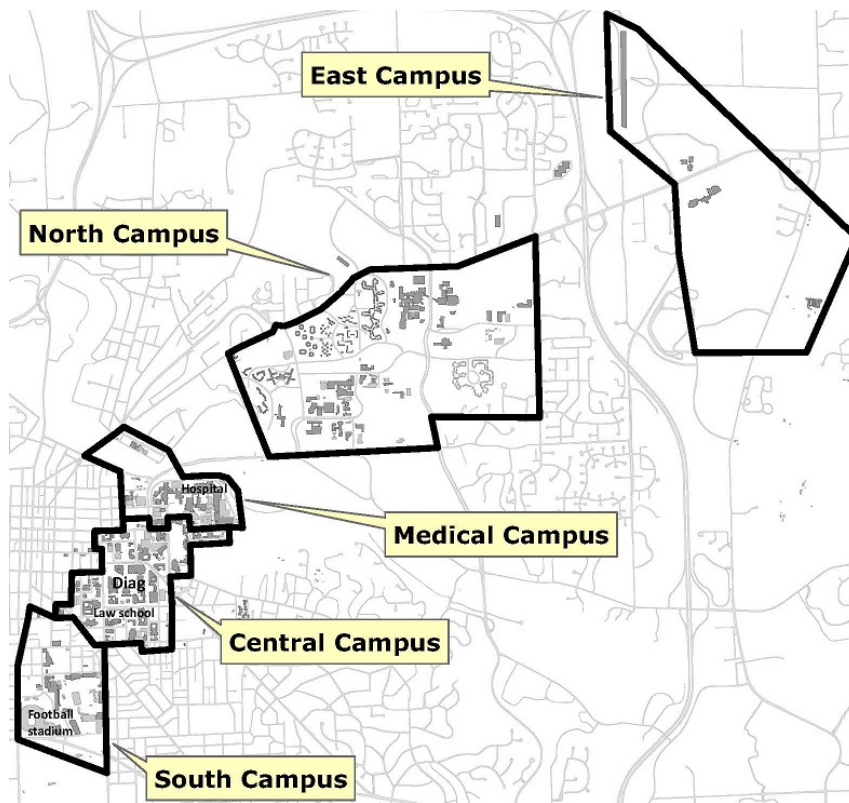 East Campus
North Campus
Hospital
Medical Campus
Diag
Law school
Central Campus
Football
stadium
South Campus